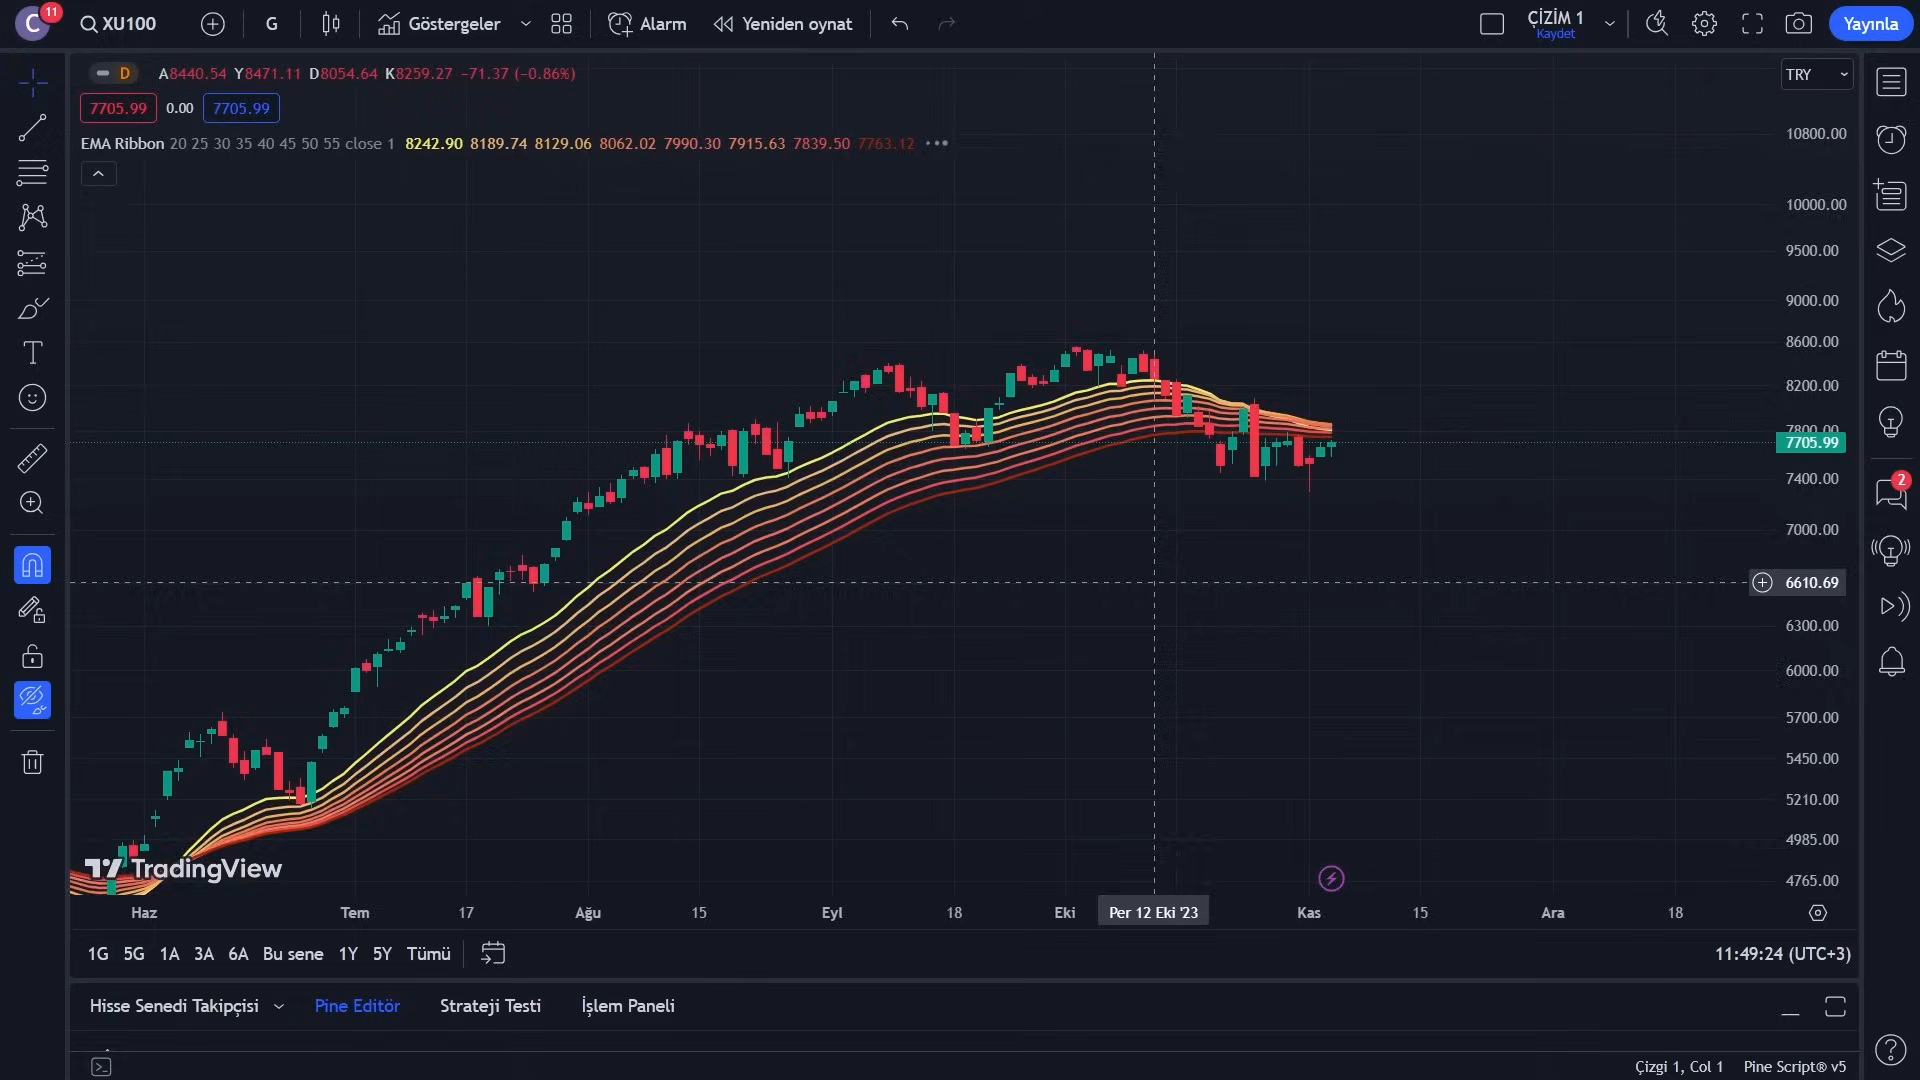 C 11 XU100 G Göstergeler Alarm Yeniden oynat ÇİZİM 1 Kaydet Yayınla
D A8440.54 Y8471.11 D8054.64 K8259.27 −71.37 (−0.86%)
TRY
7705.99 0.00 7705.99
EMA Ribbon 20 25 30 35 40 45 50 55 close 1 8242.90 8189.74 8129.06 8062.02 7990.30 7915.63 7839.50 7763.12
10800.00
10000.00
9500.00
9000.00
8600.00
8200.00
7800.00
7705.99
7400.00
2
7000.00
6610.69
6300.00
6000.00
5700.00
5450.00
5210.00
4985.00
TradingView
4765.00
Haz Tem 17 Ağu 15 Eyl 18 Eki Per 12 Eki '23 Kas 15 Ara 18
1G 5G 1A 3A 6A Bu sene 1Y 5Y Tümü 11:49:24 (UTC+3)
Hisse Senedi Takipçisi Pine Editör Strateji Testi İşlem Paneli
Çizgi 1, Col 1 Pine Script® v5